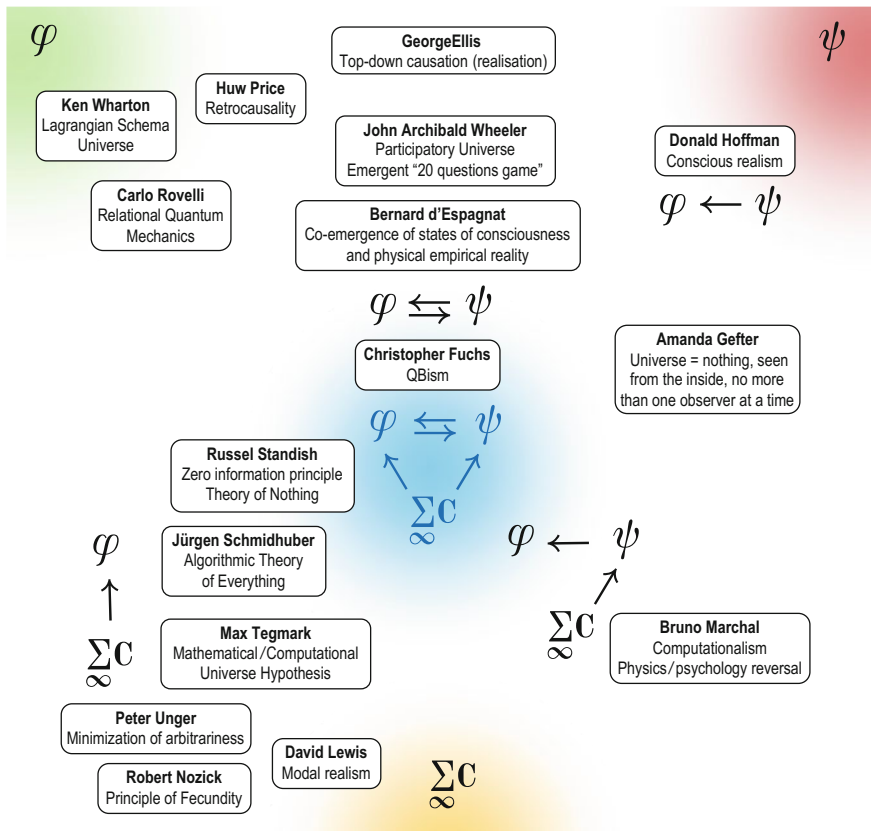 φ
ψ
GeorgeEllis
Top-down causation (realisation)
Huw Price
Retrocausality
Ken Wharton
Lagrangian Schema
Universe
John Archibald Wheeler
Participatory Universe
Emergent “20 questions game”
Donald Hoffman
Conscious realism
φ ← ψ
Carlo Rovelli
Relational Quantum
Mechanics
Bernard d’Espagnat
Co-emergence of states of consciousness
and physical empirical reality
φ ⇆ ψ
Christopher Fuchs
QBism
Amanda Gefter
Universe = nothing, seen
from the inside, no more
than one observer at a time
φ ⇆ ψ
Russel Standish
Zero information principle
Theory of Nothing
Σ C
∞
φ
Jürgen Schmidhuber
Algorithmic Theory
of Everything
φ ← ψ
Σ C
∞
Max Tegmark
Mathematical/Computational
Universe Hypothesis
Σ C
∞
Bruno Marchal
Computationalism
Physics/psychology reversal
Peter Unger
Minimization of arbitrariness
David Lewis
Modal realism
Robert Nozick
Principle of Fecundity
Σ C
∞